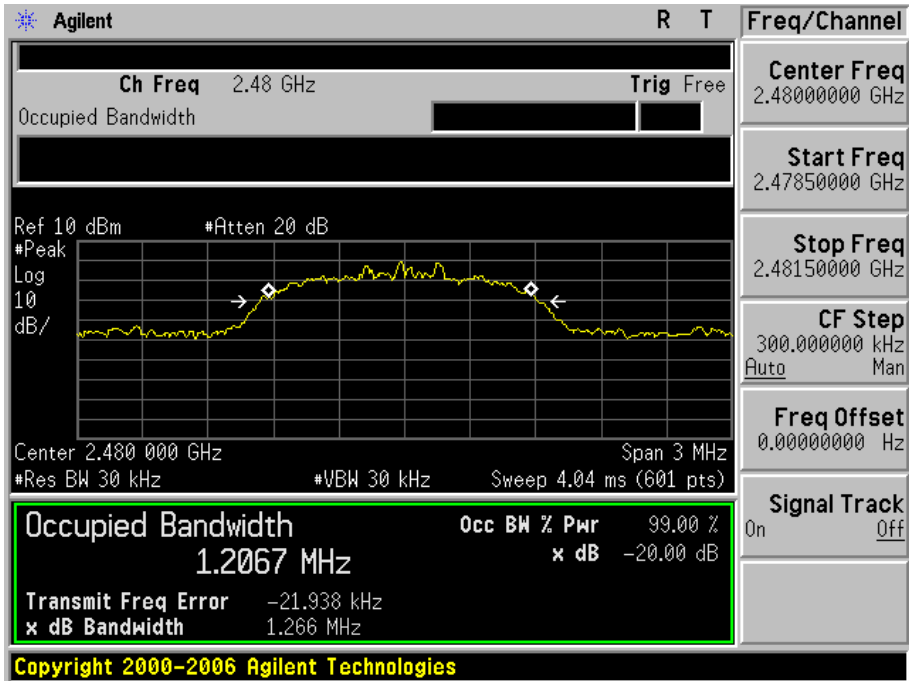 Agilent R T Freq/Channel
Ch Freq 2.48 GHz Trig Free
Occupied Bandwidth
Center Freq
2.48000000 GHz
Start Freq
2.47850000 GHz
Stop Freq
2.48150000 GHz
CF Step
300.000000 kHz
Auto Man
Freq Offset
0.00000000 Hz
Signal Track
On Off
Ref 10 dBm #Atten 20 dB
#Peak
Log
10
dB/
Center 2.480 000 GHz Span 3 MHz
#Res BW 30 kHz #VBW 30 kHz Sweep 4.04 ms (601 pts)
Occupied Bandwidth Occ BW % Pwr 99.00 %
1.2067 MHz x dB -20.00 dB
Transmit Freq Error -21.938 kHz
x dB Bandwidth 1.266 MHz
Copyright 2000-2006 Agilent Technologies